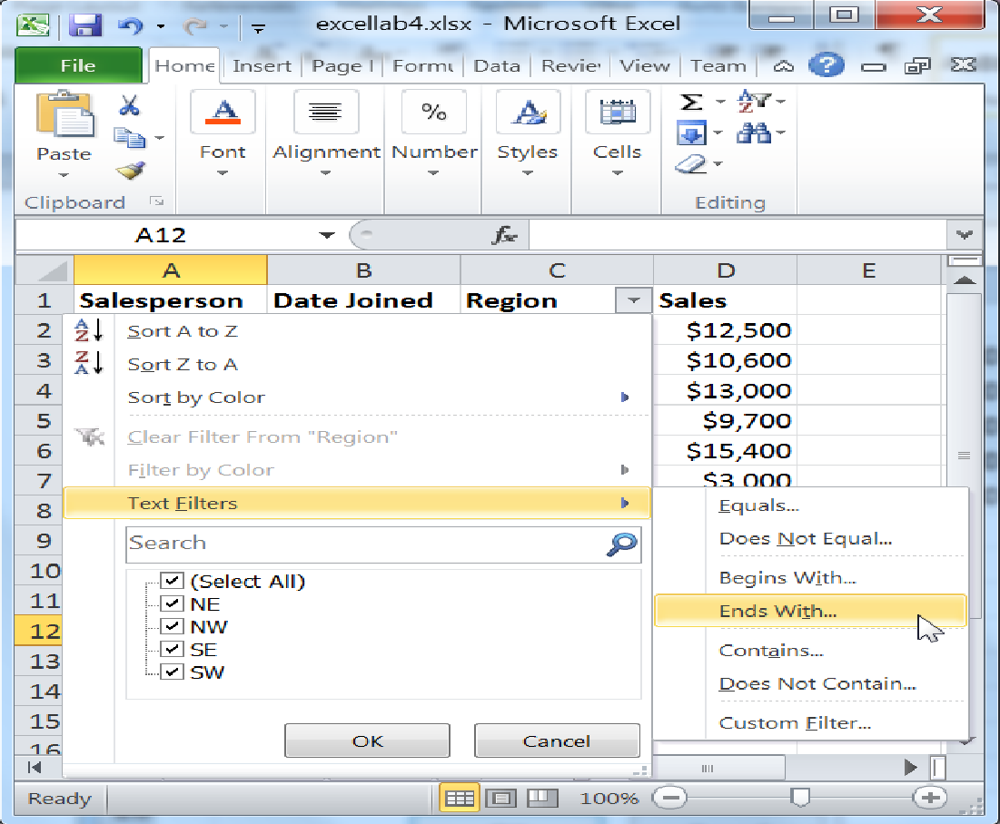 excellab4.xlsx - Microsoft Excel
File Home Insert Page Formu Data Revie View Team
Paste Font Alignment Number Styles Cells
Clipboard Editing
A12 fx
A B C D E
1 Salesperson Date Joined Region Sales
2 Sort A to Z $12,500
3 Sort Z to A $10,600
4 Sort by Color $13,000
5 $9,700
6 Clear Filter From "Region" $15,400
7 Filter by Color $3,000
8 Text Filters Equals...
9 Search Does Not Equal...
10 (Select All) Begins With...
11 NE Ends With...
12 NW
13 SE Contains...
14 SW Does Not Contain...
15 Custom Filter...
16 OK Cancel
Ready 100%